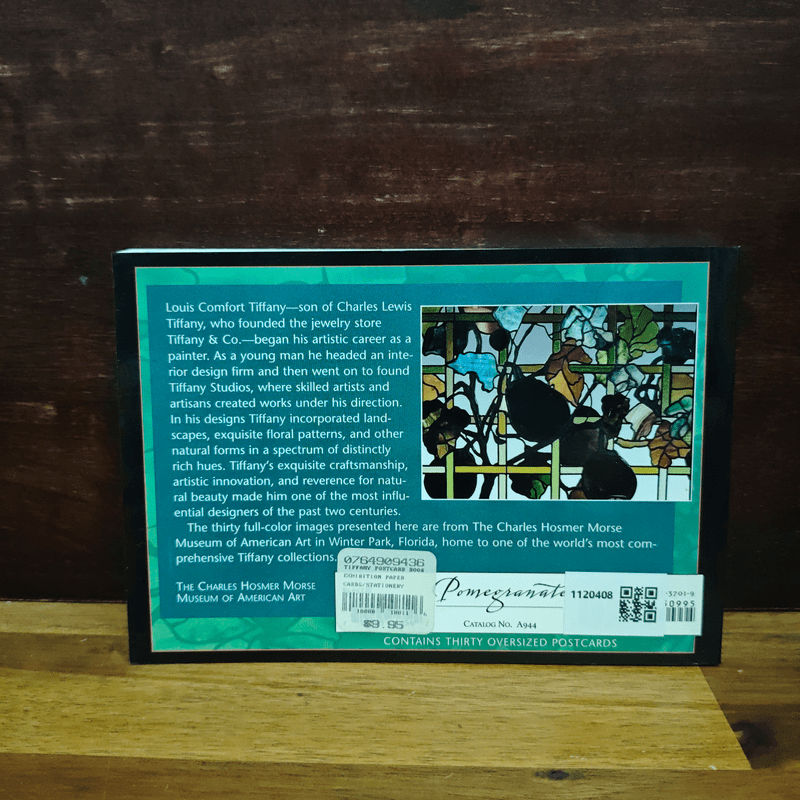 Louis Comfort Tiffany—son of Charles Lewis
Tiffany, who founded the jewelry store
Tiffany & Co.—began his artistic career as a
painter. As a young man he headed an inte-
rior design firm and then went on to found
Tiffany Studios, where skilled artists and
artisans created works under his direction.
In his designs Tiffany incorporated land-
scapes, exquisite floral patterns, and other
natural forms in a spectrum of distinctly
rich hues. Tiffany's exquisite craftsmanship,
artistic innovation, and reverence for natu-
ral beauty made him one of the most influ-
ential designers of the past two centuries.
The thirty full-color images presented here are from The Charles Hosmer Morse
Museum of American Art in Winter Park, Florida, home to one of the world's most com-
prehensive Tiffany collections.
The Charles Hosmer Morse
Museum of American Art
0764909436
TIFFANY POSTCARD BOOK
EXHIBITION PAPER
CARDS/STATIONERY
$9.95
Pomegranate
Catalog No. A944
1120408
-3701-9
50995
CONTAINS THIRTY OVERSIZED POSTCARDS